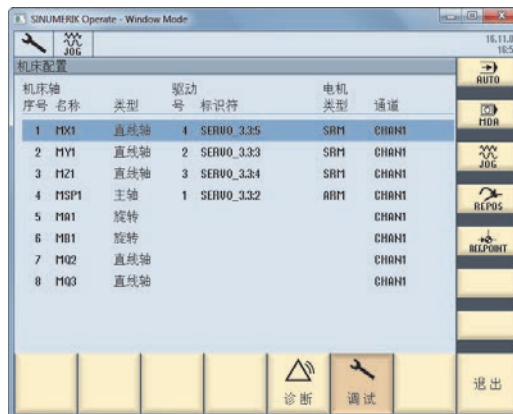 SINUMERIK Operate - Window Mode
JOG
16.11.0
16:5
机床配置
机床轴 驱动 电机
序号 名称 类型 号 标识符 类型 通道
1 MX1 直线轴 4 SERVO_3.3:5 SRM CHAN1
2 MY1 直线轴 2 SERVO_3.3:3 SRM CHAN1
3 MZ1 直线轴 3 SERVO_3.3:4 SRM CHAN1
4 MSP1 主轴 1 SERVO_3.3:2 ARM CHAN1
5 MA1 旋转 CHAN1
6 MB1 旋转 CHAN1
7 MQ2 直线轴 CHAN1
8 MQ3 直线轴 CHAN1
AUTO
MDA
JOG
REPOS
REF.POINT
诊断 调试 退出